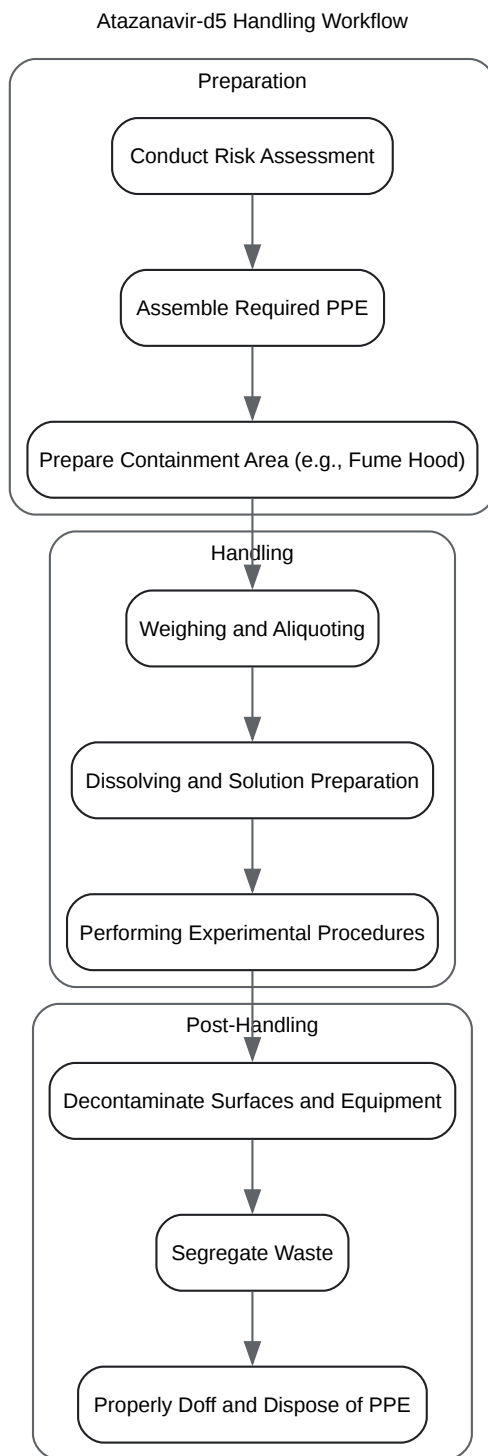 Atazanavir-d5 Handling Workflow
Preparation
Conduct Risk Assessment
Assemble Required PPE
Prepare Containment Area (e.g., Fume Hood)
Handling
Weighing and Aliquoting
Dissolving and Solution Preparation
Performing Experimental Procedures
Post-Handling
Decontaminate Surfaces and Equipment
Segregate Waste
Properly Doff and Dispose of PPE